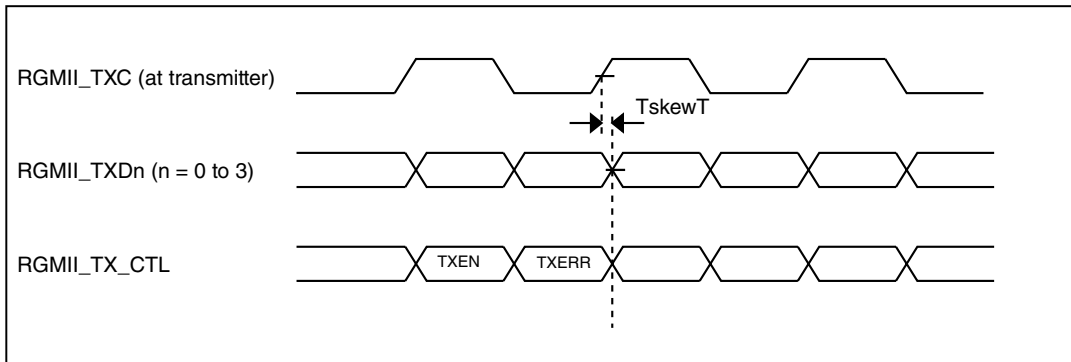 RGMII_TXC (at transmitter)
TskewT
RGMII_TXDn (n = 0 to 3)
RGMII_TX_CTL
TXEN
TXERR